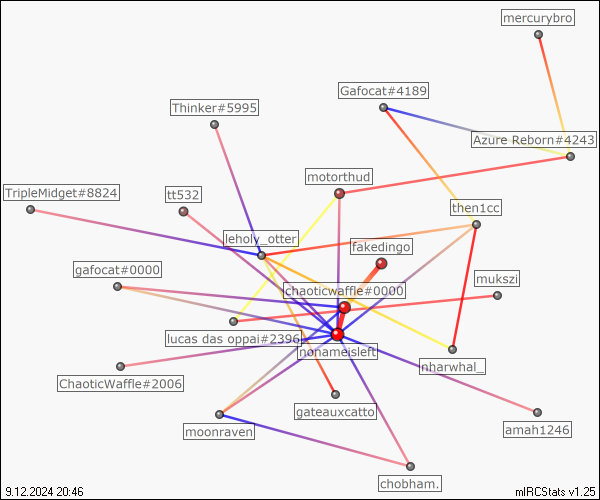 mercurybro
Gafocat#4189
Thinker#5995
Azure Reborn#4243
motorthud
TripleMidget#8824
tt532
then1cc
leholy_otter
fakedingo
gafocat#0000
mukszi
chaoticwaffle#0000
lucas das oppai#2396
nonameisleft
nharwhal_
ChaoticWaffle#2006
gateauxcatto
amah1246
moonraven
chobham.
9.12.2024 20:46
mIRCStats v1.25